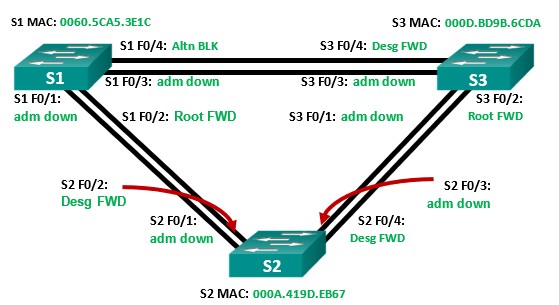 S1 MAC: 0060.5CA5.3E1C
S3 MAC: 000D.BD9B.6CDA
S1 F0/4: Altn BLK
S3 F0/4: Desg FWD
S1
S3
S1 F0/3: adm down
S3 F0/3: adm down
S1 F0/1:
adm down
S3 F0/2:
Root FWD
S1 F0/2: Root FWD
S3 F0/1: adm down
S2 F0/2:
Desg FWD
S2 F0/3:
adm down
S2 F0/1:
adm down
S2 F0/4:
Desg FWD
S2
S2 MAC: 000A.419D.EB67